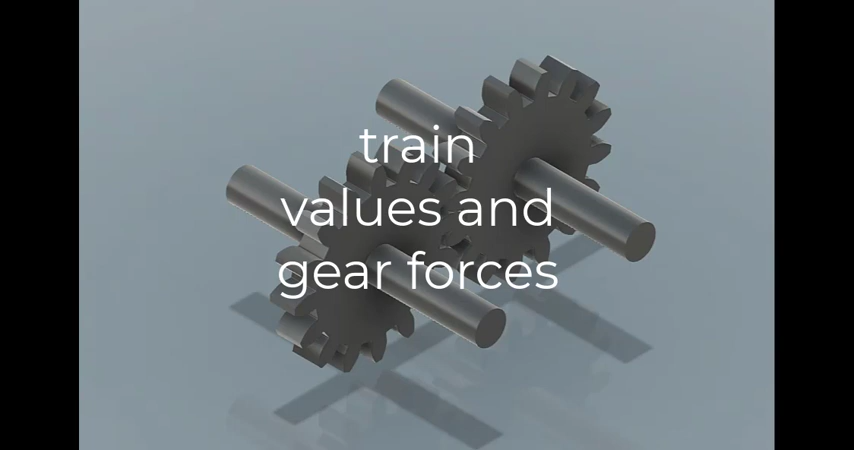 train
values and
gear forces